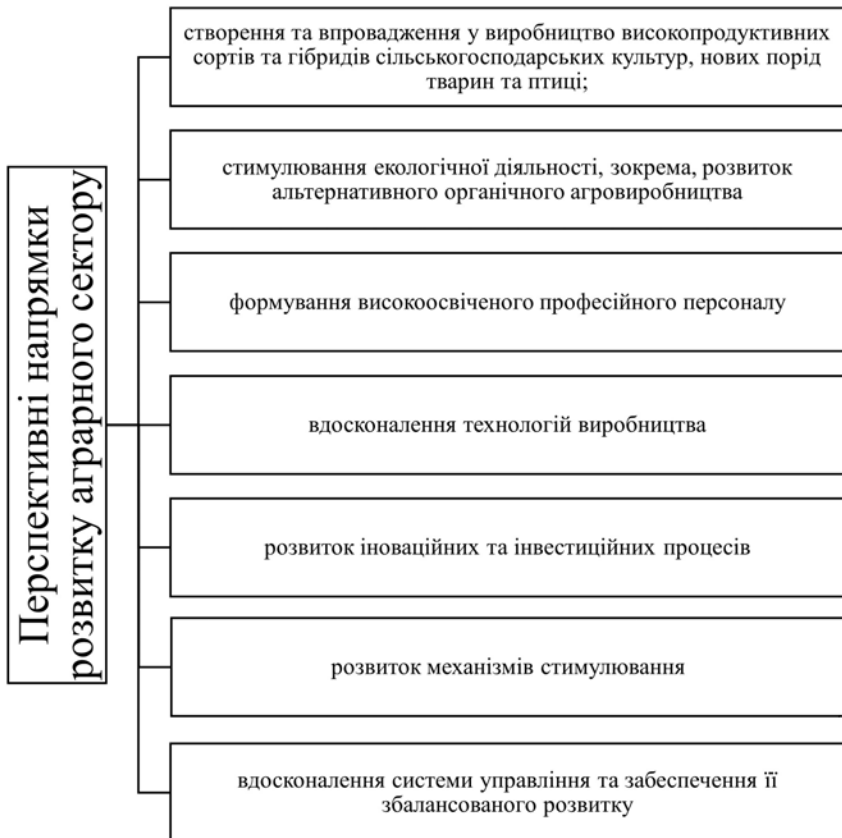 Перспективні напрямки
розвитку аграрного сектору
створення та впровадження у виробництво високопродуктивних
сортів та гібридів сільськогосподарських культур, нових порід
тварин та птиці;
стимулювання екологічної діяльності, зокрема, розвиток
альтернативного органічного агровиробництва
формування високоосвіченого професійного персоналу
вдосконалення технологій виробництва
розвиток іноваційних та інвестиційних процесів
розвиток механізмів стимулювання
вдосконалення системи управління та забеспечення її
збалансованого розвитку